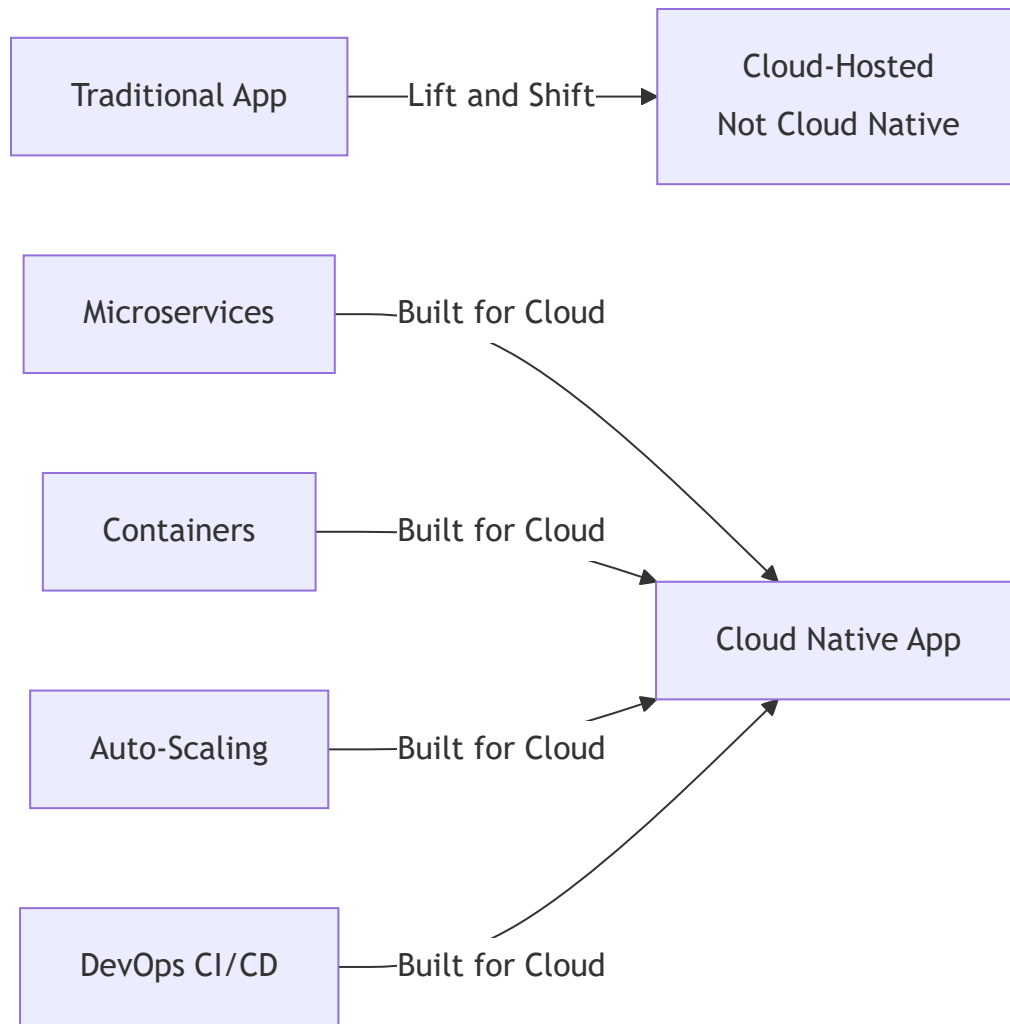 Traditional App
Lift and Shift
Cloud-Hosted
Not Cloud Native
Microservices
Built for Cloud
Containers
Built for Cloud
Cloud Native App
Auto-Scaling
Built for Cloud
DevOps CI/CD
Built for Cloud